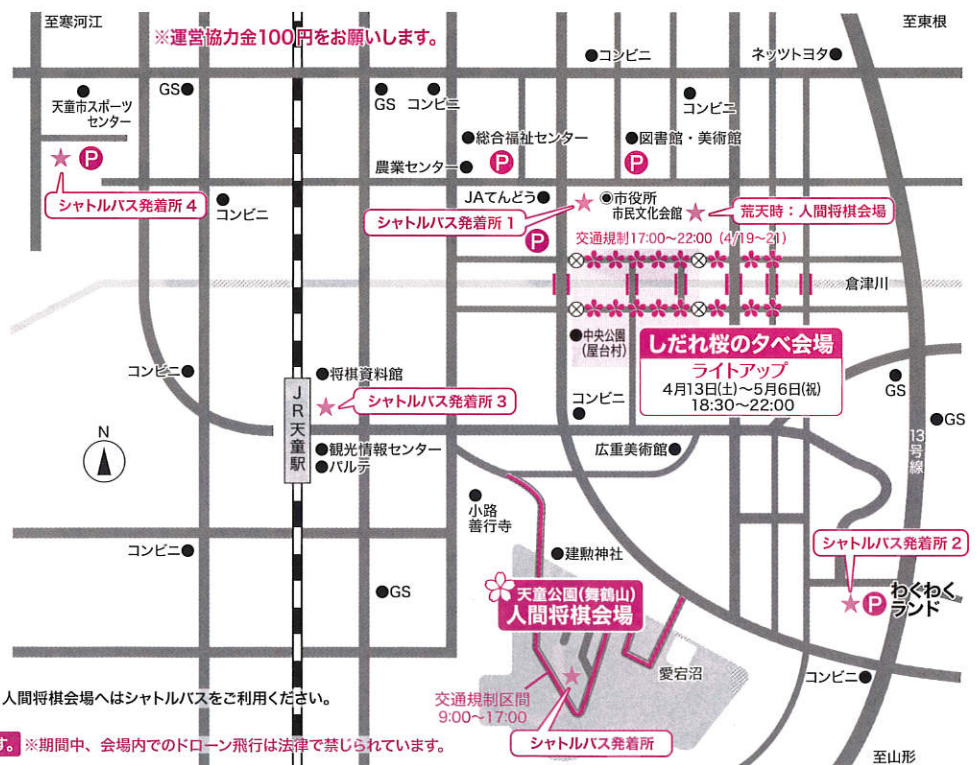 至寒河江
※運営協力金100円をお願いします。
至東根
コンビニ
ネッツトヨタ
天童市スポーツ
センター
GS
GS
コンビニ
コンビニ
総合福祉センター
図書館・美術館
P
農業センター
P
P
シャトルバス発着所 4
コンビニ
JAてんどう
市役所
市民文化会館
荒天時：人間将棋会場
シャトルバス発着所 1
P
交通規制17:00〜22:00（4/19〜21）
倉津川
中央公園
（屋台村）
しだれ桜の夕べ会場
ライトアップ
4月13日(土)〜5月6日(祝)
18:30〜22:00
コンビニ
将棋資料館
シャトルバス発着所 3
JR天童駅
コンビニ
GS
GS
13号線
N
観光情報センター
パルテ
広重美術館
小路
善行寺
コンビニ
建勲神社
シャトルバス発着所 2
GS
天童公園(舞鶴山)
人間将棋会場
P
わくわく
ランド
愛宕沼
コンビニ
人間将棋会場へはシャトルバスをご利用ください。
交通規制区間
9:00〜17:00
す。 ※期間中、会場内でのドローン飛行は法律で禁じられています。
シャトルバス発着所
至山形